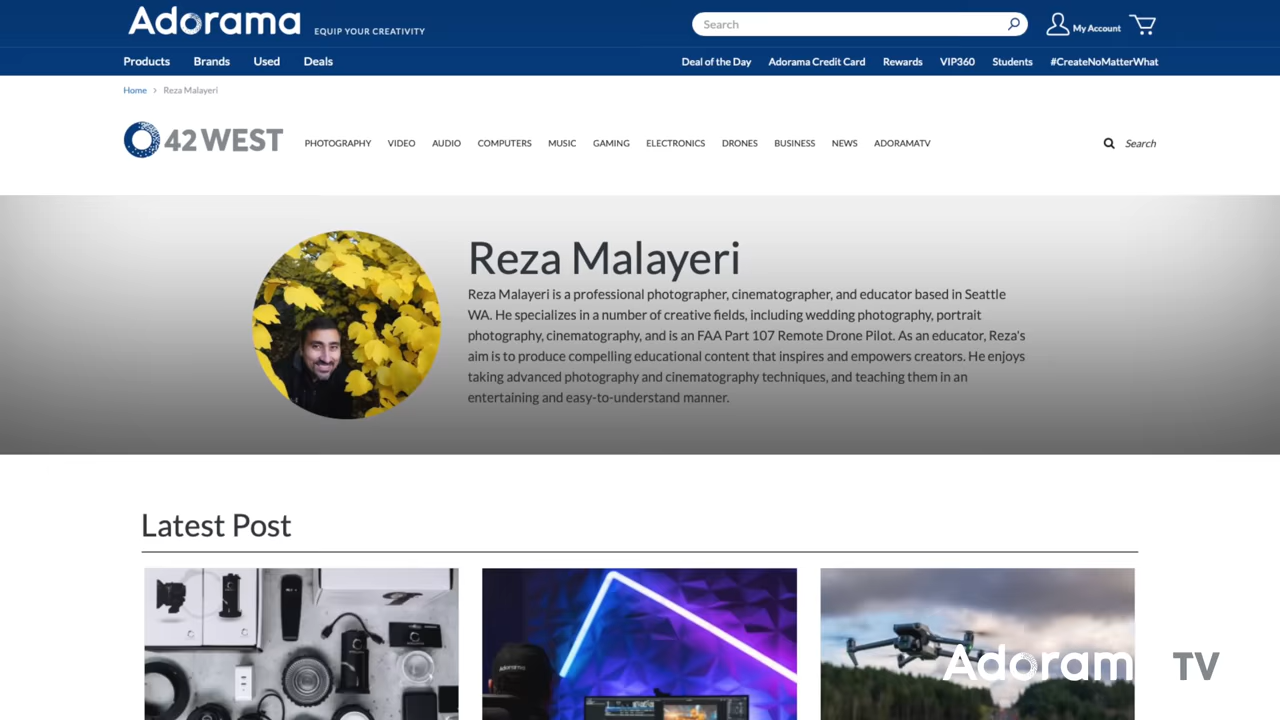 Adorama
EQUIP YOUR CREATIVITY
Search
My Account
Products Brands Used Deals
Deal of the Day Adorama Credit Card Rewards VIP360 Students #CreateNoMatterWhat
Home > Reza Malayeri
42 WEST
PHOTOGRAPHY VIDEO AUDIO COMPUTERS MUSIC GAMING ELECTRONICS DRONES BUSINESS NEWS ADORAMATV
Search
Reza Malayeri
Reza Malayeri is a professional photographer, cinematographer, and educator based in Seattle
WA. He specializes in a number of creative fields, including wedding photography, portrait
photography, cinematography, and is an FAA Part 107 Remote Drone Pilot. As an educator, Reza's
aim is to produce compelling educational content that inspires and empowers creators. He enjoys
taking advanced photography and cinematography techniques, and teaching them in an
entertaining and easy-to-understand manner.
Latest Post
Adorama TV